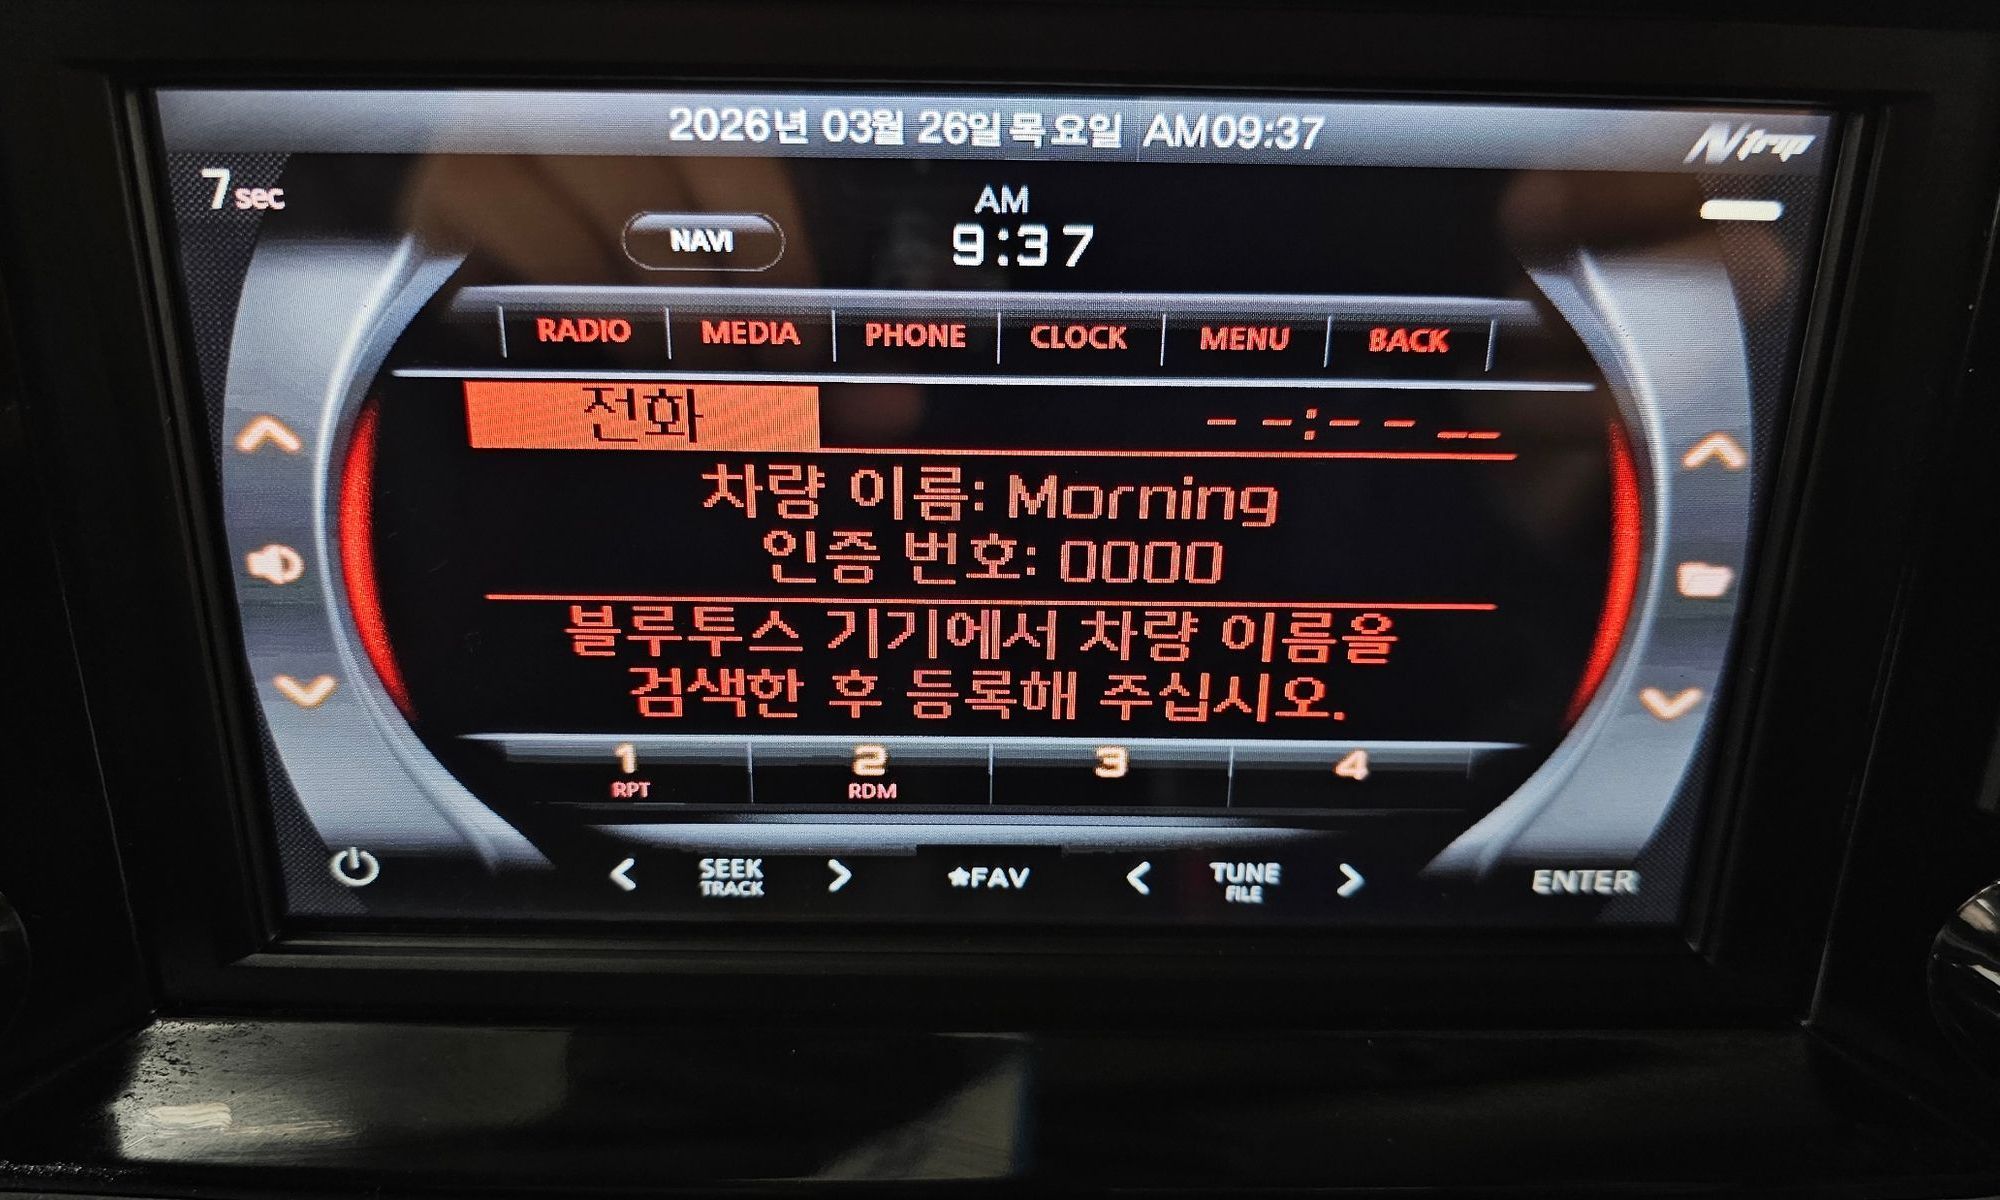 2026년 03월 26일 목요일 AM09:37
Ntrip
7 sec
NAVI
AM
9:37
RADIO MEDIA PHONE CLOCK MENU BACK
전화 --:-- --
차량 이름: Morning
인증 번호: 0000
블루투스 기기에서 차량 이름을
검색한 후 등록해 주십시오.
1 2 3 4
RPT RDM
< SEEK TRACK > ★FAV < TUNE FILE > ENTER